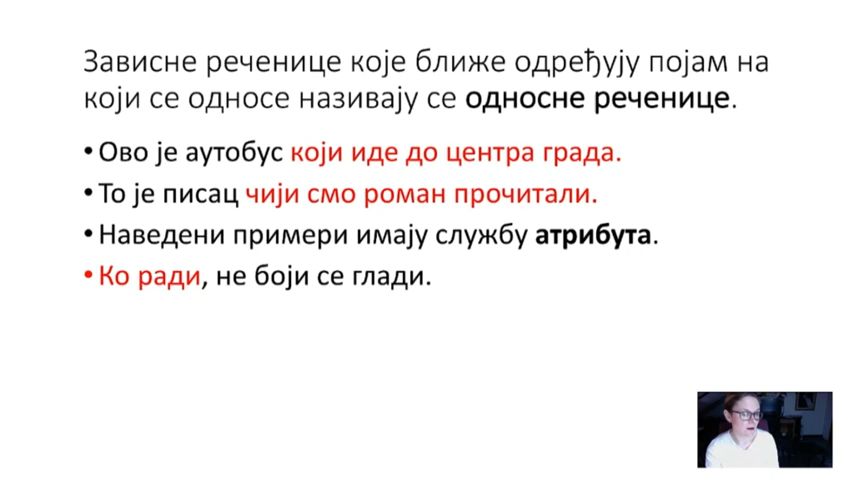 Зависне реченице које ближе одређују појам на
који се односе називају се односне реченице.
• Ово је аутобус који иде до центра града.
• То је писац чији смо роман прочитали.
• Наведени примери имају службу атрибута.
• Ко ради, не боји се глади.